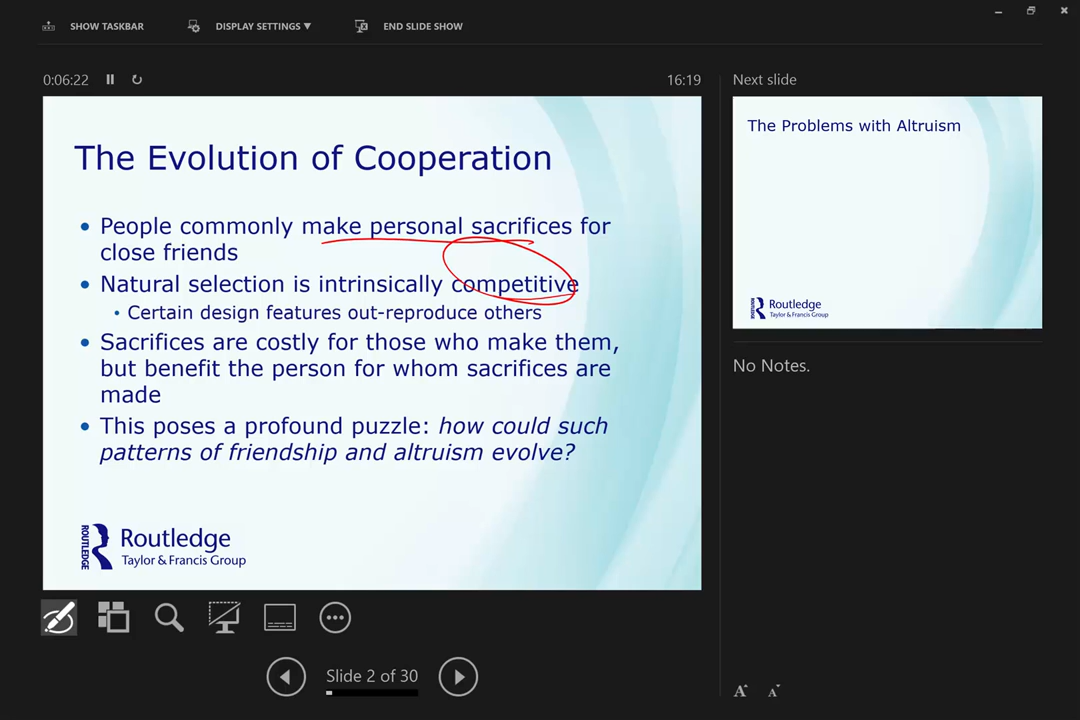 SHOW TASKBAR
DISPLAY SETTINGS ▼
END SLIDE SHOW
0:06:22
16:19
The Evolution of Cooperation
• People commonly make personal sacrifices for
close friends
• Natural selection is intrinsically competitive
• Certain design features out-reproduce others
• Sacrifices are costly for those who make them,
but benefit the person for whom sacrifices are
made
• This poses a profound puzzle: how could such
patterns of friendship and altruism evolve?
ROUTLEDGE
Routledge
Taylor & Francis Group
Slide 2 of 30
Next slide
The Problems with Altruism
ROUTLEDGE
Routledge
Taylor & Francis Group
No Notes.
A A